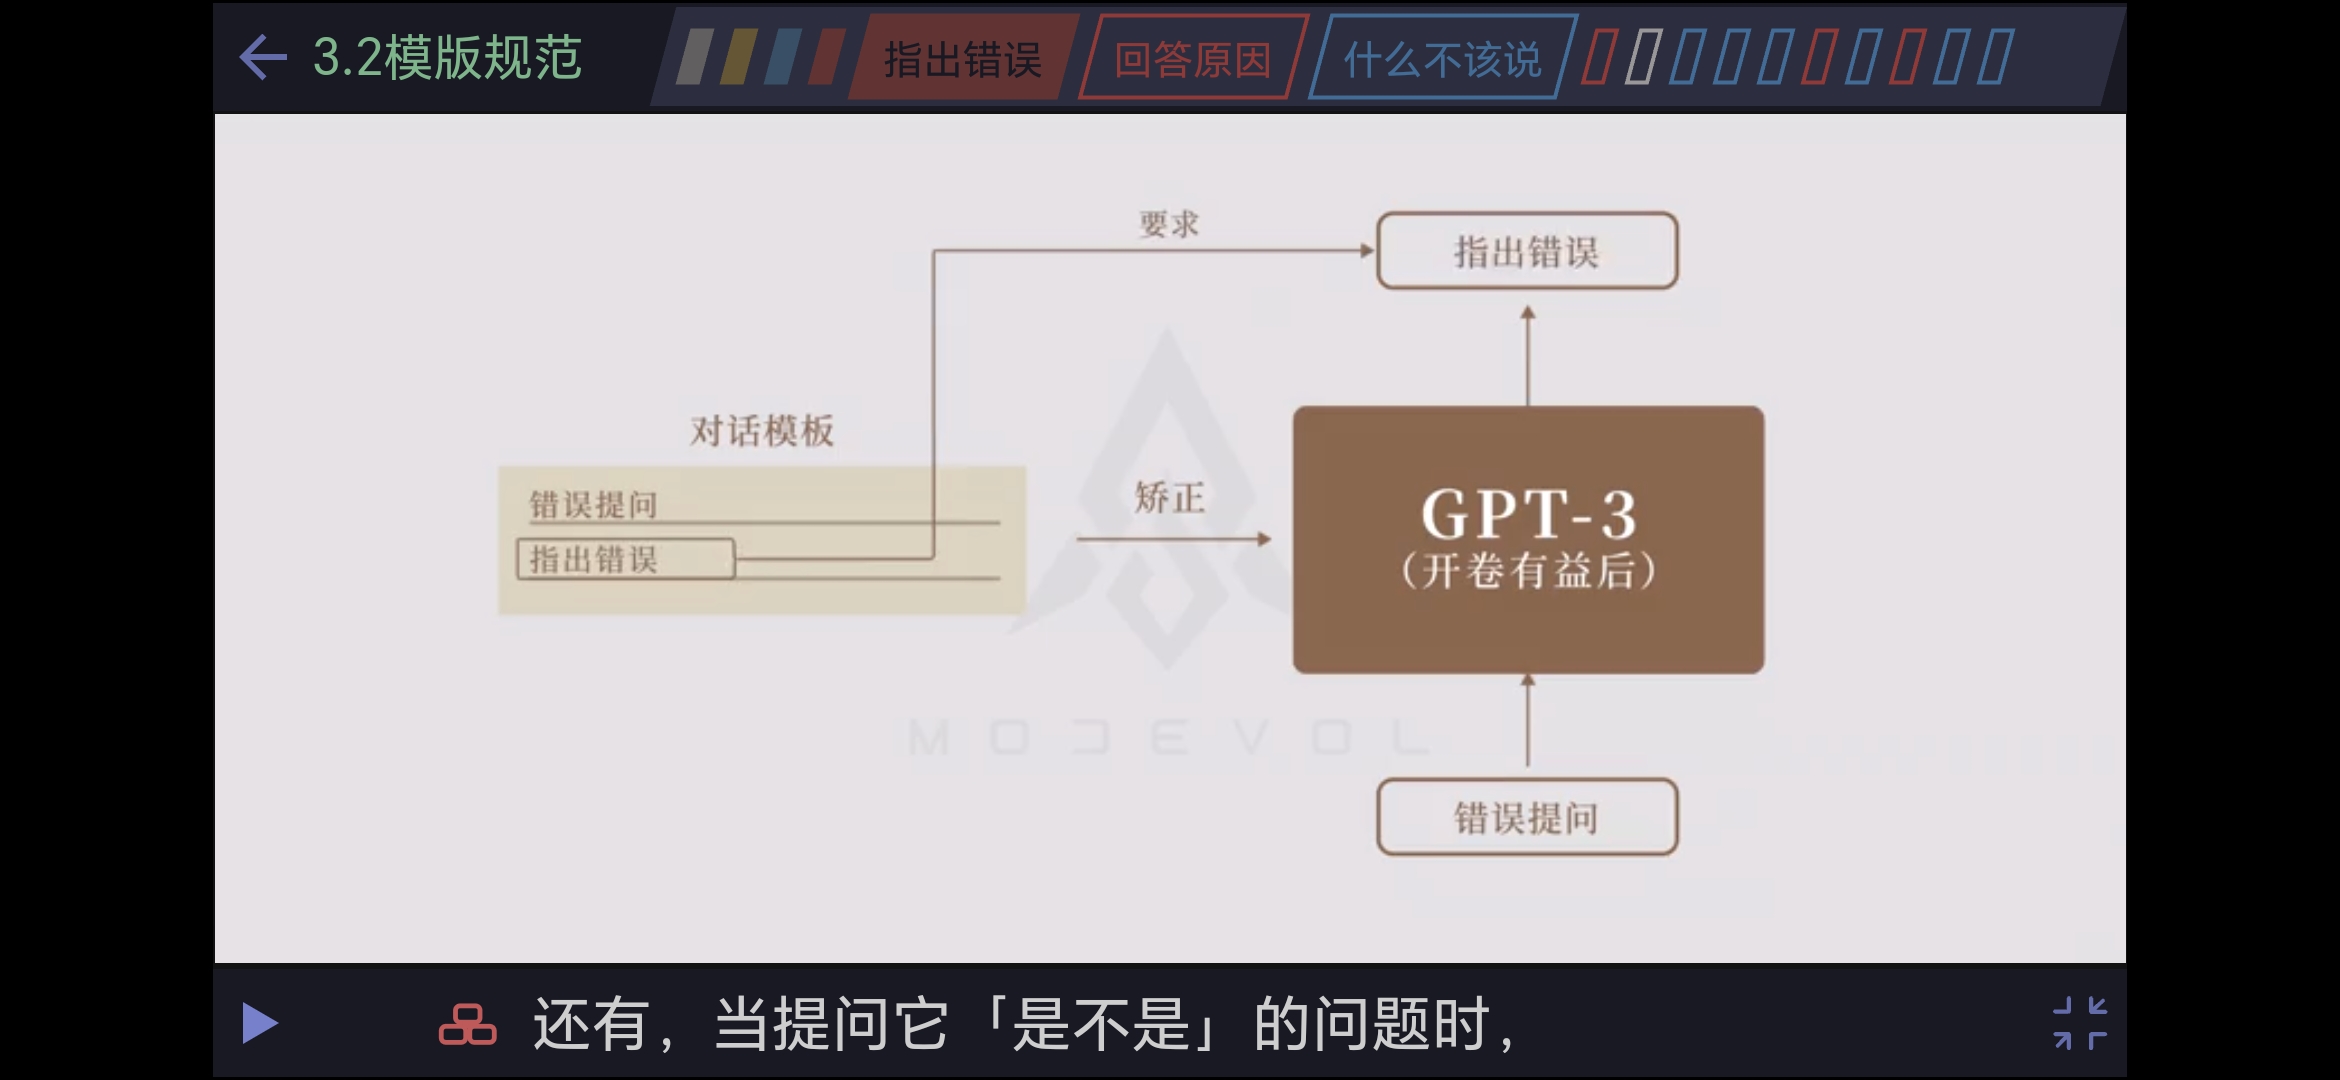 3.2模版规范
指出错误
回答原因
什么不该说
要求
指出错误
对话模板
错误提问
指出错误
矫正
GPT-3
（开卷有益后）
MODEVOL
错误提问
还有，当提问它「是不是」的问题时，